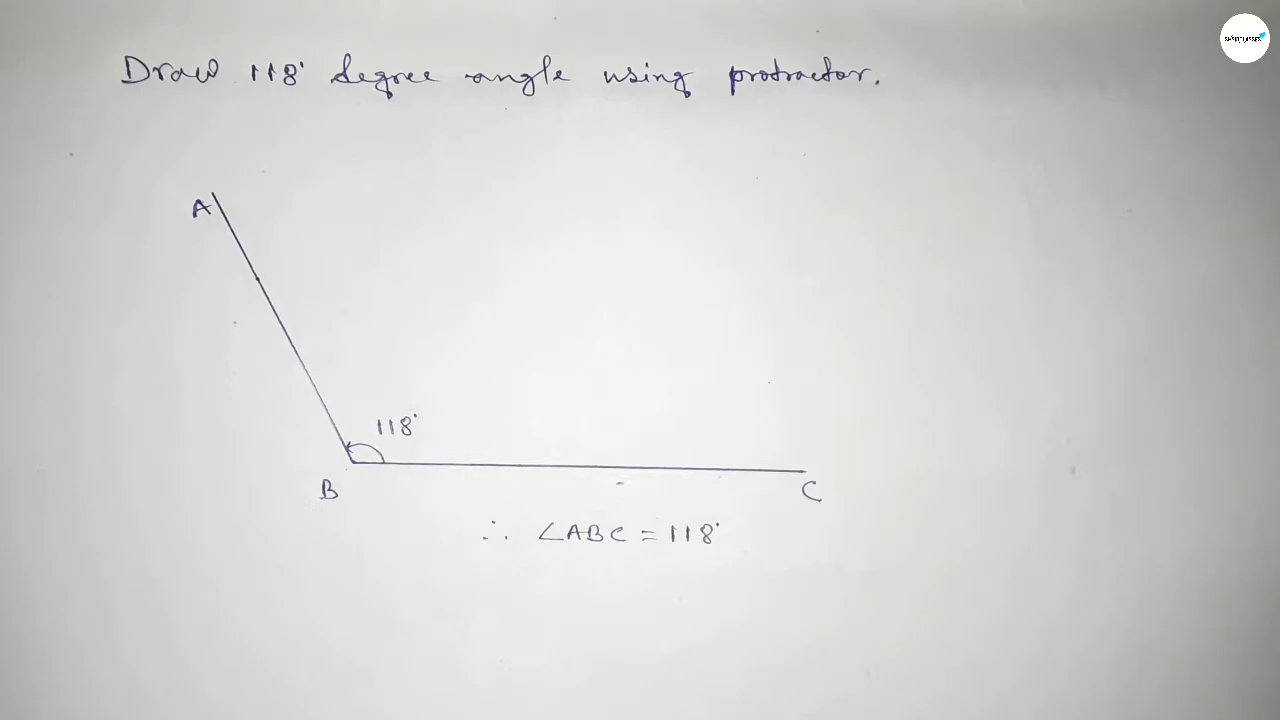 Draw 118° degree angle using protractor.
A
118°
B
C
∴ ∠ABC = 118°